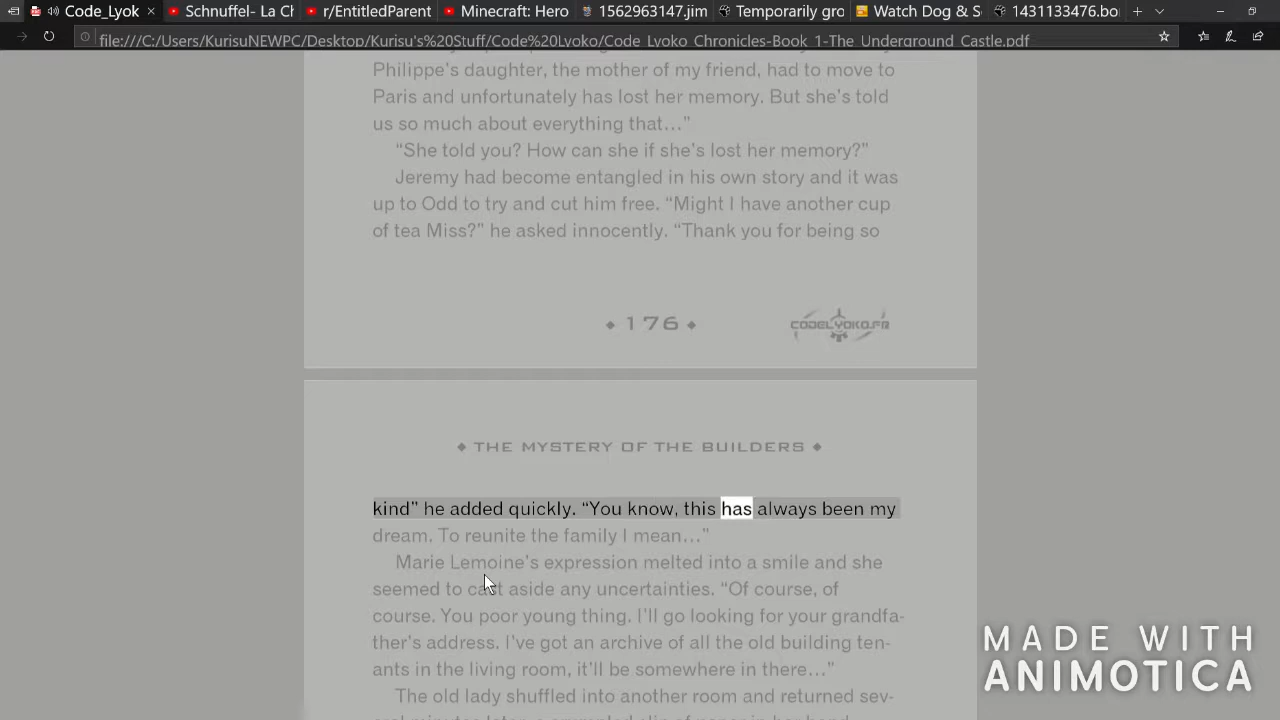 Code_Lyok
Schnuffel- La Cl
r/EntitledParent
Minecraft: Hero
1562963147.jim
Temporarily gro
Watch Dog & S
1431133476.bo
file:///C:/Users/KurisuNEWPC/Desktop/Kurisu's%20Stuff/Code%20Lyoko/Code_Lyoko_Chronicles-Book_1-The_Underground_Castle.pdf
Philippe's daughter, the mother of my friend, had to move to
Paris and unfortunately has lost her memory. But she's told
us so much about everything that…"
"She told you? How can she if she's lost her memory?"
Jeremy had become entangled in his own story and it was
up to Odd to try and cut him free. "Might I have another cup
of tea Miss?" he asked innocently. "Thank you for being so
◆ 176 ◆
CODELYOKO.FR
◆ THE MYSTERY OF THE BUILDERS ◆
kind" he added quickly. "You know, this has always been my
dream. To reunite the family I mean…"
Marie Lemoine's expression melted into a smile and she
seemed to cast aside any uncertainties. "Of course, of
course. You poor young thing. I'll go looking for your grandfa-
ther's address. I've got an archive of all the old building ten-
ants in the living room, it'll be somewhere in there…"
The old lady shuffled into another room and returned sev-
MADE WITH
ANIMOTICA